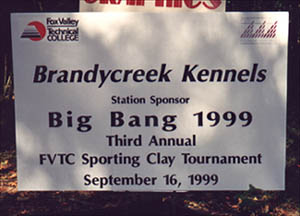 GRAPHICS
Fox Valley
Technical
COLLEGE
Brandycreek Kennels
Station Sponsor
Big Bang 1999
Third Annual
FVTC Sporting Clay Tournament
September 16, 1999